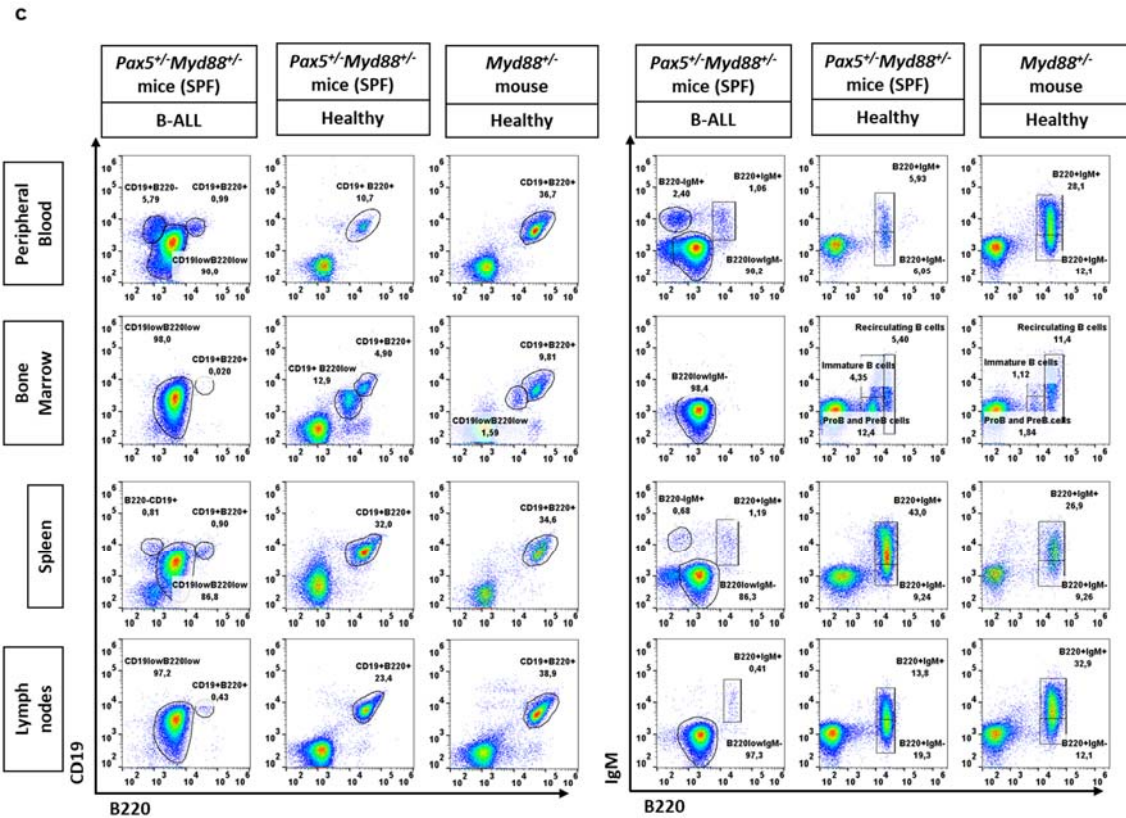 c
Pax5+/-Myd88+/- mice (SPF)
B-ALL
Pax5+/-Myd88+/- mice (SPF)
Healthy
Myd88+/- mouse
Healthy
Pax5+/-Myd88+/- mice (SPF)
B-ALL
Pax5+/-Myd88+/- mice (SPF)
Healthy
Myd88+/- mouse
Healthy
Peripheral Blood
CD19+B220-
5,79
CD19+B220+
0,99
CD19lowB220low
90,0
CD19+ B220+
10,7
CD19+B220+
36,7
B220-IgM+
2,40
B220+IgM+
1,06
B220lowIgM-
90,2
B220+IgM+
5,93
B220+IgM-
6,05
B220+IgM+
28,1
B220+IgM-
12,1
Bone Marrow
CD19lowB220low
98,0
CD19+B220+
0,020
CD19+B220+
4,90
CD19+ B220low
12,9
CD19+B220+
9,81
CD19lowB220low
1,59
B220lowIgM-
98,4
Recirculating B cells
5,40
Immature B cells
4,35
ProB and PreB cells
12,4
Recirculating B cells
11,4
Immature B cells
1,12
ProB and PreB cells
1,84
Spleen
B220-CD19+
0,81
CD19+B220+
0,90
CD19lowB220low
86,8
CD19+B220+
32,0
CD19+B220+
34,6
B220-IgM+
0,68
B220+IgM+
1,19
B220lowIgM-
86,3
B220+IgM+
43,0
B220+IgM-
9,24
B220+IgM+
26,9
B220+IgM-
9,26
Lymph nodes
CD19lowB220low
97,2
CD19+B220+
0,43
CD19+B220+
23,4
CD19+B220+
38,9
B220+IgM+
0,41
B220lowIgM-
97,3
B220+IgM+
13,8
B220+IgM-
19,3
B220+IgM+
32,9
B220+IgM-
12,1
CD19
B220
IgM
B220